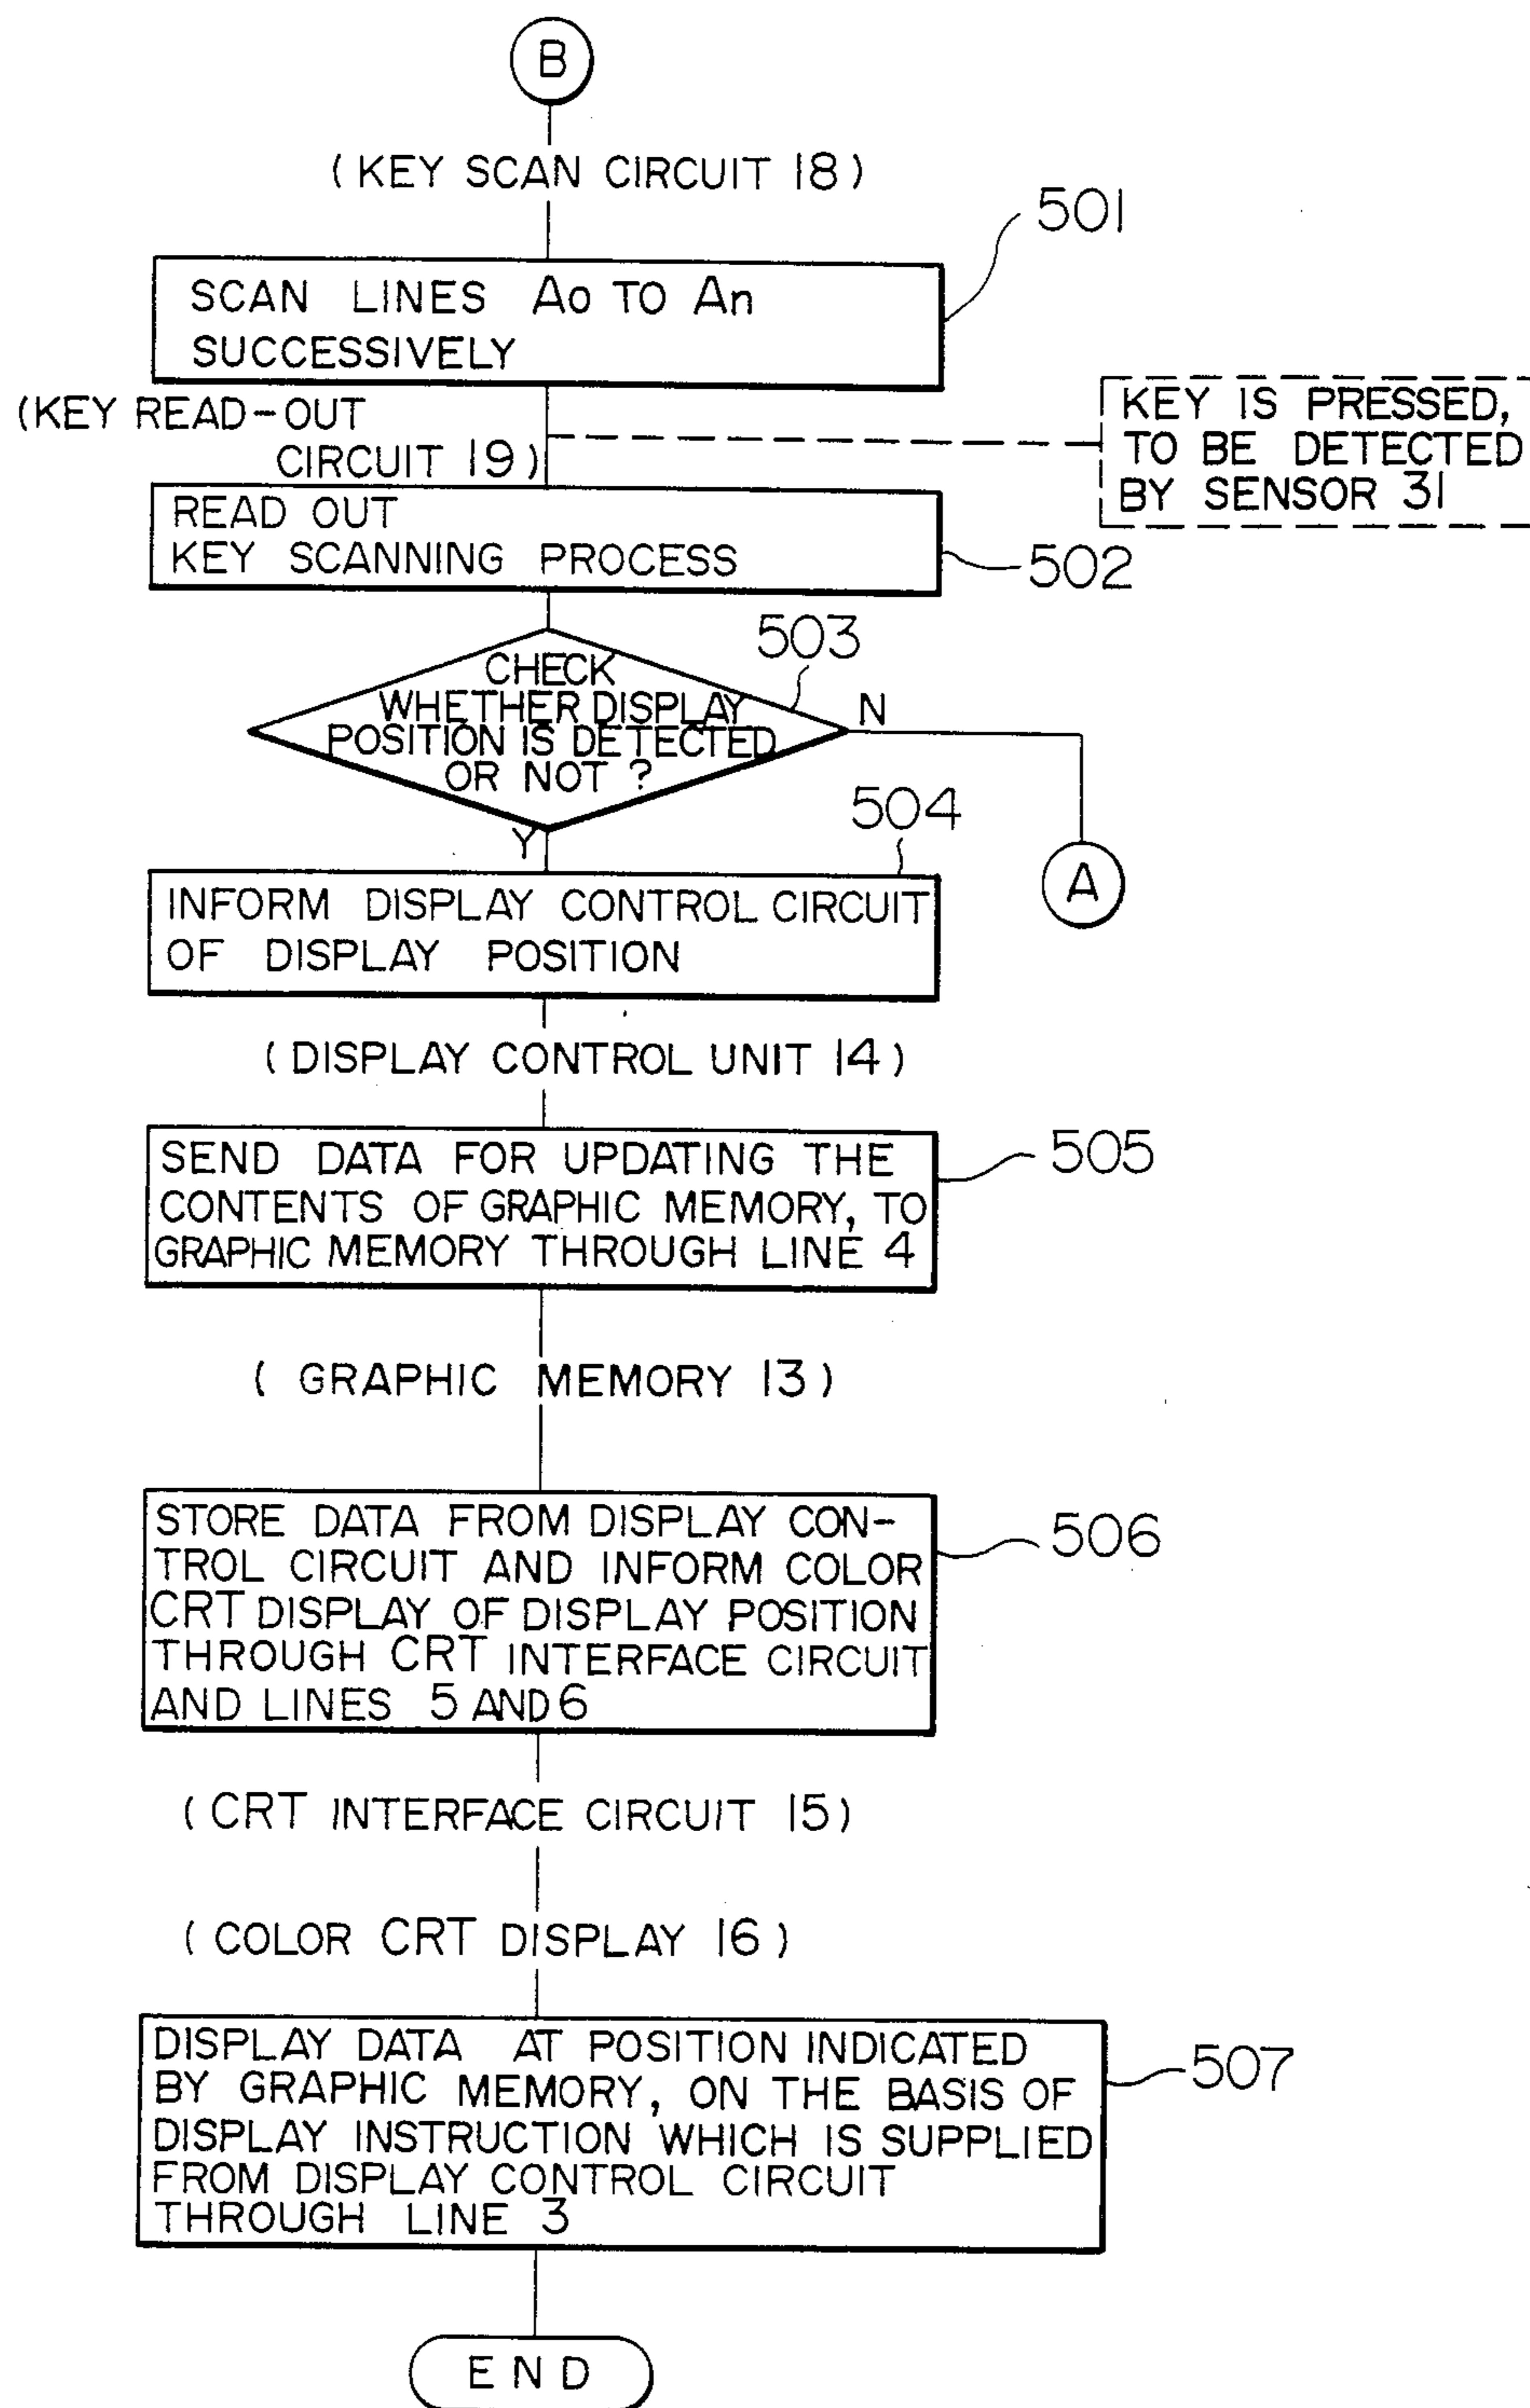 B
( KEY SCAN CIRCUIT 18 )
501
SCAN LINES Ao TO An
SUCCESSIVELY
(KEY READ-OUT
CIRCUIT 19)
KEY IS PRESSED,
TO BE DETECTED
BY SENSOR 31
READ OUT
KEY SCANNING PROCESS
502
503
CHECK
WHETHER DISPLAY
POSITION IS DETECTED
OR NOT ?
N
Y
504
A
INFORM DISPLAY CONTROL CIRCUIT
OF DISPLAY POSITION
( DISPLAY CONTROL UNIT 14 )
SEND DATA FOR UPDATING THE
CONTENTS OF GRAPHIC MEMORY, TO
GRAPHIC MEMORY THROUGH LINE 4
505
( GRAPHIC MEMORY 13 )
STORE DATA FROM DISPLAY CON-
TROL CIRCUIT AND INFORM COLOR
CRT DISPLAY OF DISPLAY POSITION
THROUGH CRT INTERFACE CIRCUIT
AND LINES 5 AND 6
506
( CRT INTERFACE CIRCUIT 15 )
( COLOR CRT DISPLAY 16 )
DISPLAY DATA AT POSITION INDICATED
BY GRAPHIC MEMORY, ON THE BASIS OF
DISPLAY INSTRUCTION WHICH IS SUPPLIED
FROM DISPLAY CONTROL CIRCUIT
THROUGH LINE 3
507
END